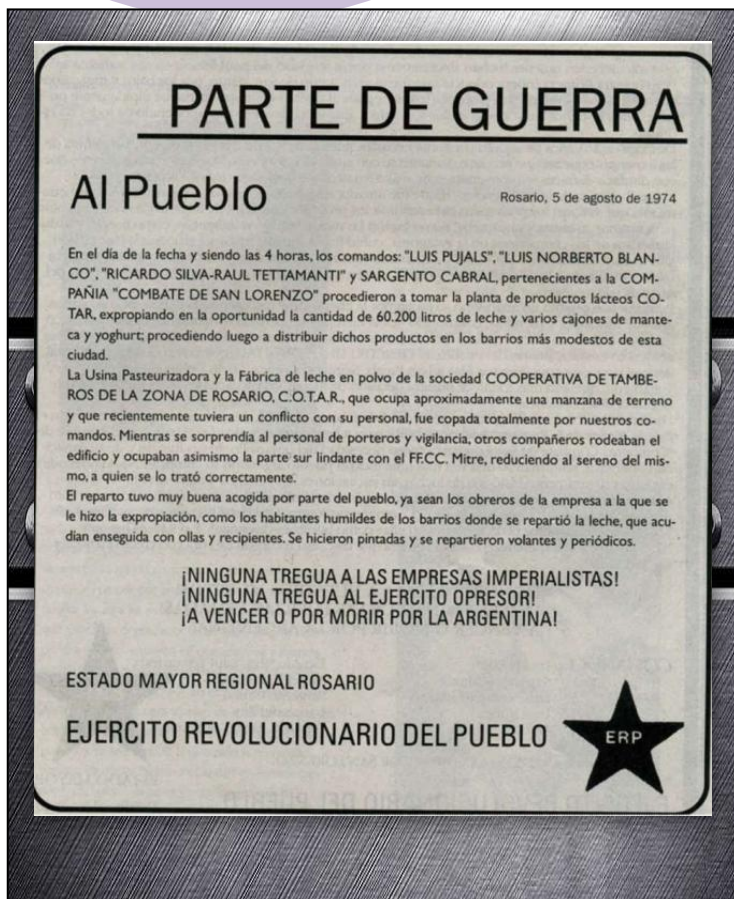 PARTE DE GUERRA
Al Pueblo
Rosario, 5 de agosto de 1974
En el día de la fecha y siendo las 4 horas, los comandos: "LUIS PUJALS", "LUIS NORBERTO BLAN-
CO", "RICARDO SILVA-RAUL TETTAMANTI" y SARGENTO CABRAL, pertenecientes a la COM-
PAÑIA "COMBATE DE SAN LORENZO" procedieron a tomar la planta de productos lácteos CO-
TAR, expropiando en la oportunidad la cantidad de 60.200 litros de leche y varios cajones de mante-
ca y yoghurt; procediendo luego a distribuir dichos productos en los barrios más modestos de esta
ciudad.
La Usina Pasteurizadora y la Fábrica de leche en polvo de la sociedad COOPERATIVA DE TAMBE-
ROS DE LA ZONA DE ROSARIO, C.O.T.A.R., que ocupa aproximadamente una manzana de terreno
y que recientemente tuviera un conflicto con su personal, fue copada totalmente por nuestros co-
mandos. Mientras se sorprendía al personal de porteros y vigilancia, otros compañeros rodeaban el
edificio y ocupaban asimismo la parte sur lindante con el FF.CC. Mitre, reduciendo al sereno del mis-
mo, a quien se lo trató correctamente.
El reparto tuvo muy buena acogida por parte del pueblo, ya sean los obreros de la empresa a la que se
le hizo la expropiación, como los habitantes humildes de los barrios donde se repartió la leche, que acu-
dian enseguida con ollas y recipientes. Se hicieron pintadas y se repartieron volantes y periódicos.
¡NINGUNA TREGUA A LAS EMPRESAS IMPERIALISTAS!
¡NINGUNA TREGUA AL EJERCITO OPRESOR!
¡A VENCER O POR MORIR POR LA ARGENTINA!
ESTADO MAYOR REGIONAL ROSARIO
EJERCITO REVOLUCIONARIO DEL PUEBLO
ERP